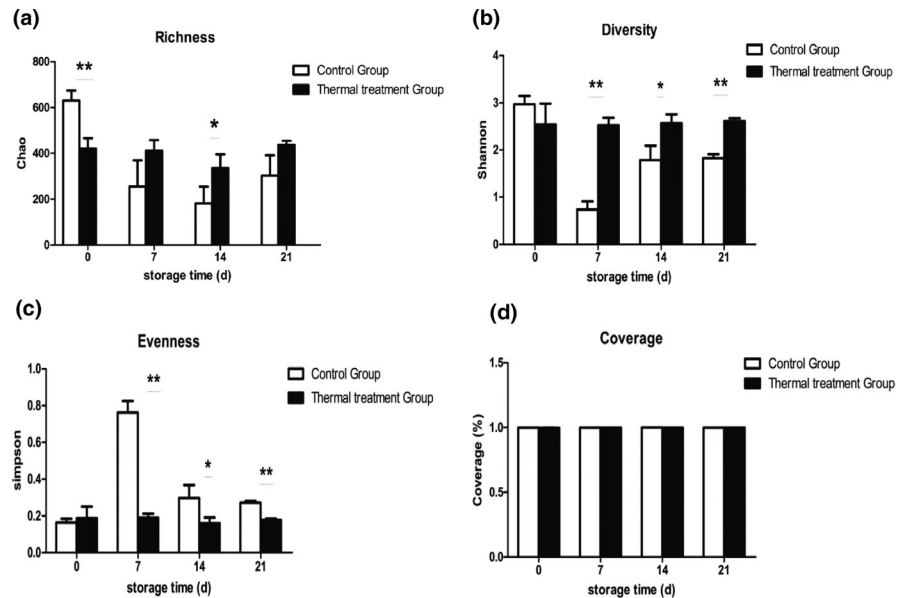 (a)
Richness
800
600
400
200
0
Chao
**
*
Control Group
Thermal treatment Group
0 7 14 21
storage time (d)
(b)
Diversity
4
3
2
1
0
Shannon
**
*
**
Control Group
Thermal treatment Group
0 7 14 21
storage time (d)
(c)
Evenness
1.0
0.8
0.6
0.4
0.2
0.0
simpson
**
*
**
Control Group
Thermal treatment Group
0 7 14 21
storage time (d)
(d)
Coverage
1.5
1.0
0.5
0.0
Coverage (%)
Control Group
Thermal treatment Group
0 7 14 21
storage time (d)